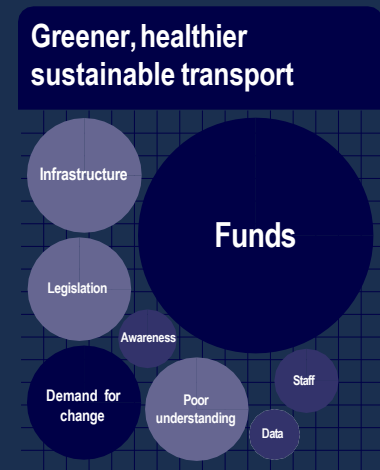 Greener, healthier
sustainable transport
Infrastructure
Funds
Legislation
Awareness
Demand for
change
Poor
understanding
Staff
Data